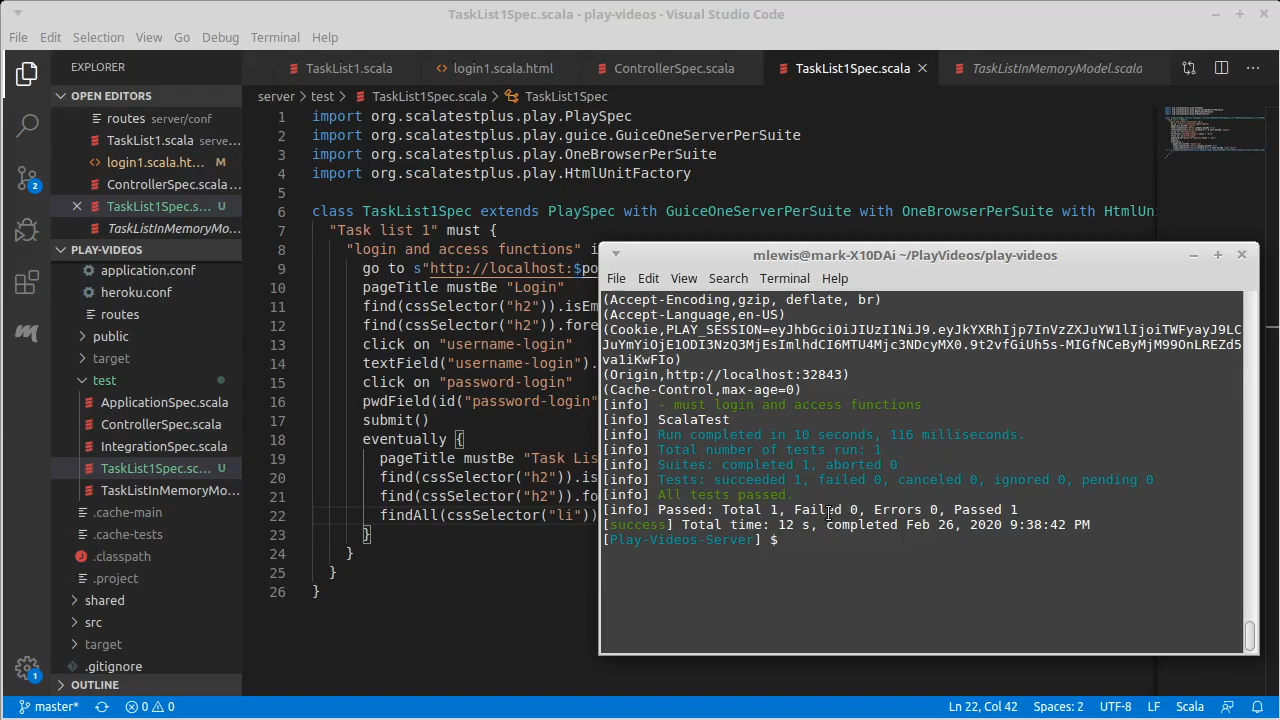 TaskList1Spec.scala - play-videos - Visual Studio Code
File Edit Selection View Go Debug Terminal Help
EXPLORER
TaskList1.scala
login1.scala.html
ControllerSpec.scala
TaskList1Spec.scala
TaskListInMemoryModel.scala
OPEN EDITORS
routes server/conf
TaskList1.scala serve...
login1.scala.ht... M
ControllerSpec.scala...
TaskList1Spec.s... U
TaskListInMemoryMo...
PLAY-VIDEOS
application.conf
heroku.conf
routes
public
target
test
ApplicationSpec.scala
ControllerSpec.scala
IntegrationSpec.scala
TaskList1Spec.sc... U
TaskListInMemoryMo...
.cache-main
.cache-tests
.classpath
.project
shared
src
target
.gitignore
OUTLINE
2
1
server > test > TaskList1Spec.scala > TaskList1Spec
1 import org.scalatestplus.play.PlaySpec
2 import org.scalatestplus.play.guice.GuiceOneServerPerSuite
3 import org.scalatestplus.play.OneBrowserPerSuite
4 import org.scalatestplus.play.HtmlUnitFactory
5
6 class TaskList1Spec extends PlaySpec with GuiceOneServerPerSuite with OneBrowserPerSuite with HtmlUni
7 "Task list 1" must {
8 "login and access functions" i
9 go to s"http://localhost:$po
10 pageTitle mustBe "Login"
11 find(cssSelector("h2")).isEm
12 find(cssSelector("h2")).fore
13 click on "username-login"
14 textField("username-login").
15 click on "password-login"
16 pwdField(id("password-login"
17 submit()
18 eventually {
19 pageTitle mustBe "Task Lis
20 find(cssSelector("h2")).is
21 find(cssSelector("h2")).fo
22 findAll(cssSelector("li"))
23 }
24 }
25 }
26 }
mlewis@mark-X10DAi ~/PlayVideos/play-videos
File Edit View Search Terminal Help
(Accept-Encoding,gzip, deflate, br)
(Accept-Language,en-US)
(Origin,http://localhost:32843)
(Cache-Control,max-age=0)
[info] - must login and access functions
[info] ScalaTest
[info] Run completed in 10 seconds, 116 milliseconds.
[info] Total number of tests run: 1
[info] Suites: completed 1, aborted 0
[info] Tests: succeeded 1, failed 0, canceled 0, ignored 0, pending 0
[info] All tests passed.
[info] Passed: Total 1, Failed 0, Errors 0, Passed 1
[success] Total time: 12 s, completed Feb 26, 2020 9:38:42 PM
[Play-Videos-Server] $
master* 0 0
Ln 22, Col 42 Spaces: 2 UTF-8 LF Scala